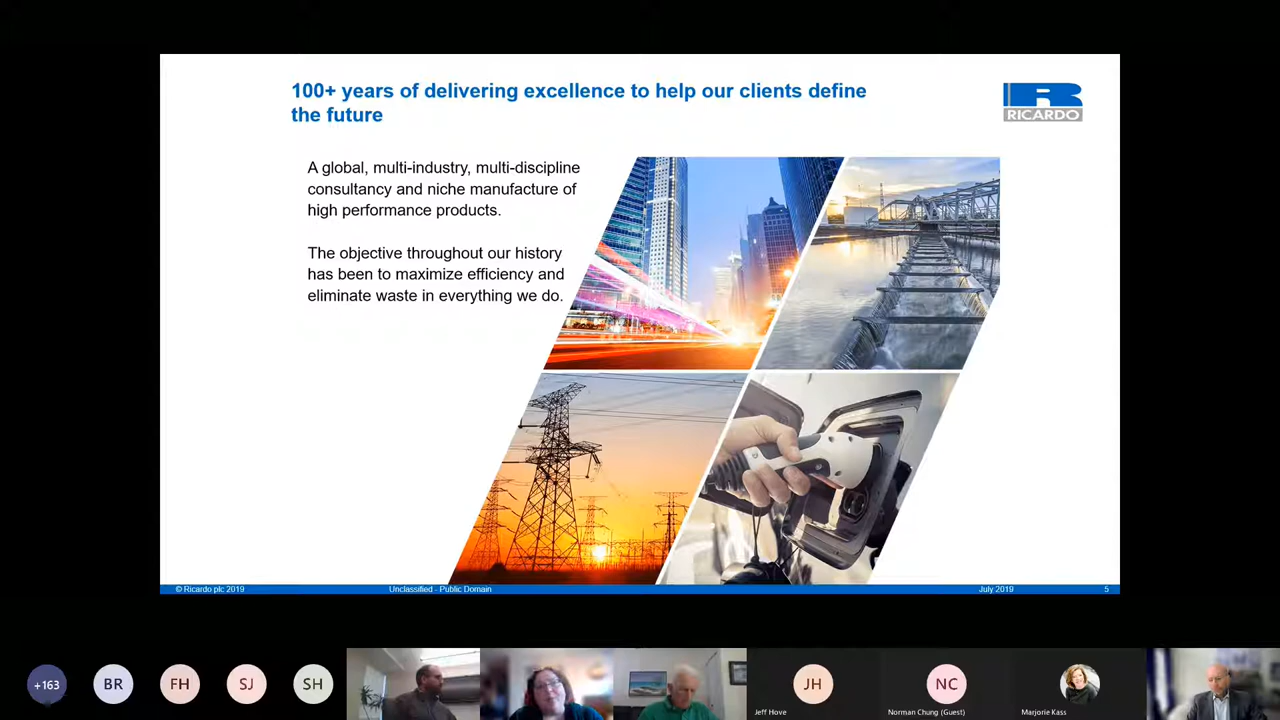 100+ years of delivering excellence to help our clients define
the future
RICARDO
A global, multi-industry, multi-discipline
consultancy and niche manufacture of
high performance products.
The objective throughout our history
has been to maximize efficiency and
eliminate waste in everything we do.
© Ricardo plc 2019
Unclassified - Public Domain
July 2019
5
+163
BR
FH
SJ
SH
JH
NC
Jeff Hove
Norman Chung (Guest)
Marjorie Kass